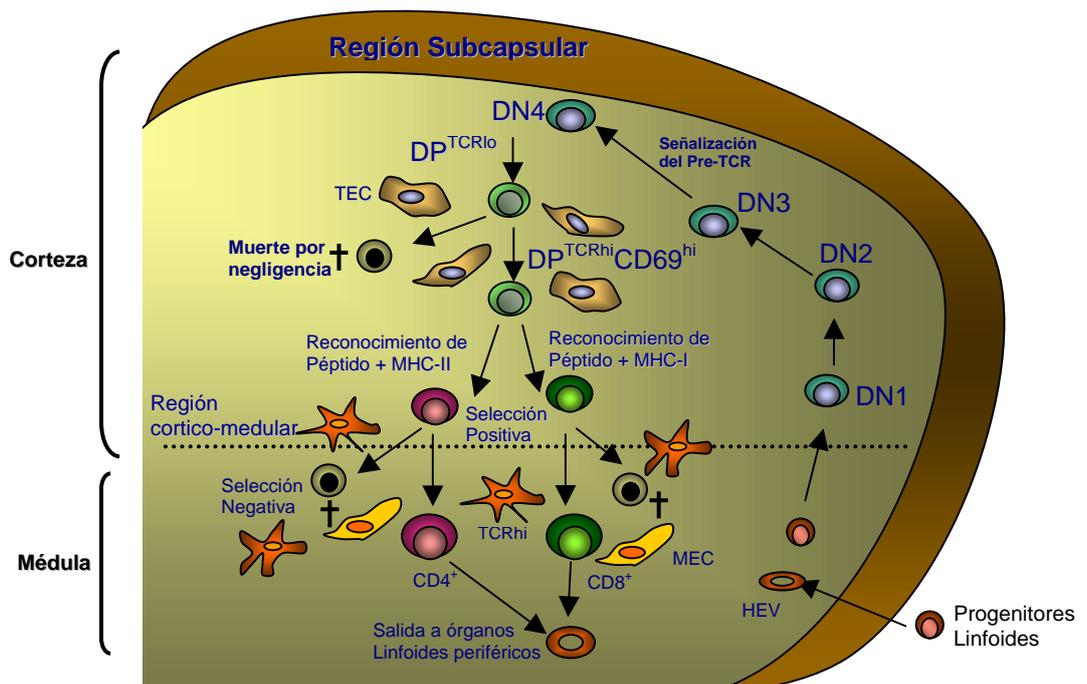 Región Subcapsular
DN4
Señalización
del Pre-TCR
DP^TCRlo
TEC
DN3
Muerte por
negligencia
DP^TCRhi CD69^hi
DN2
Corteza
Reconocimiento de
Péptido + MHC-II
Reconocimiento de
Péptido + MHC-I
DN1
Región
cortico-medular
Selección
Positiva
Selección
Negativa
TCRhi
Médula
MEC
CD4⁺
CD8⁺
HEV
Progenitores
Linfoides
Salida a órganos
Linfoides periféricos